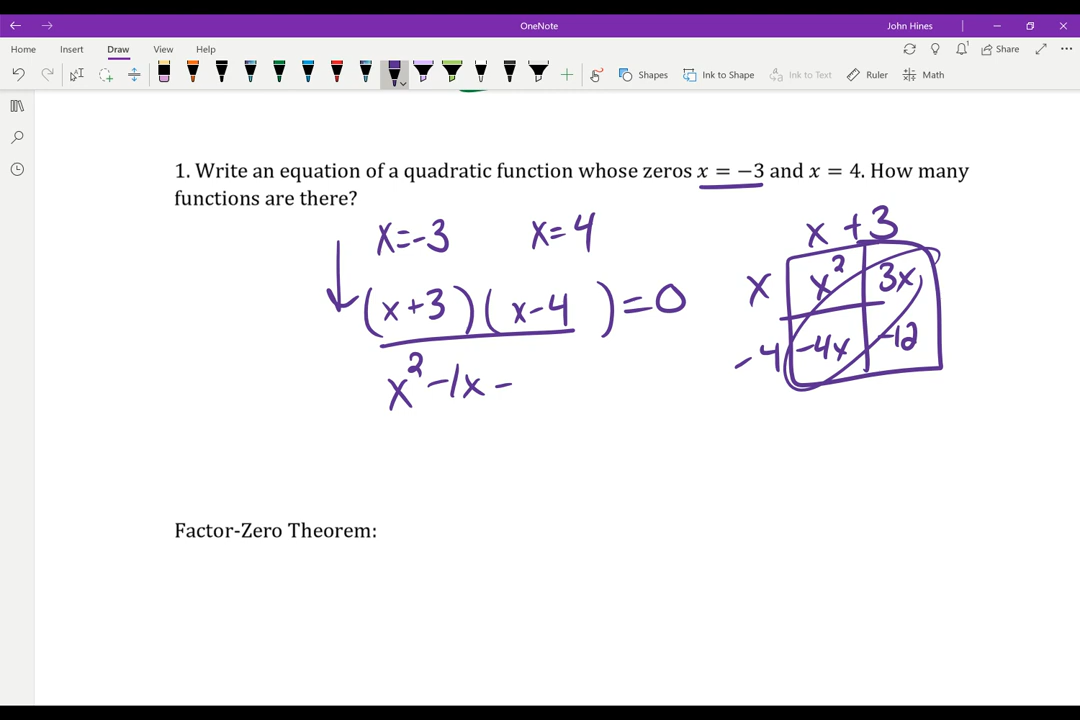 OneNote
John Hines
Home Insert Draw View Help
Share
Shapes Ink to Shape Ink to Text Ruler Math
1. Write an equation of a quadratic function whose zeros x = −3 and x = 4. How many
functions are there?
x=-3 x=4
(x+3)(x-4)=0
x² -1x -
x +3
x x² 3x
-4 -4x -12
Factor-Zero Theorem: